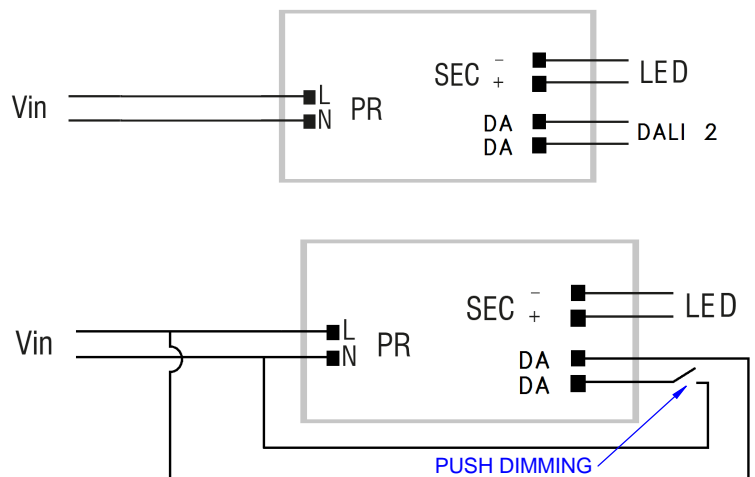 SEC - LED
+
Vin L PR
N
DA DALI 2
DA
SEC - LED
+
Vin L PR
N
DA
DA
PUSH DIMMING